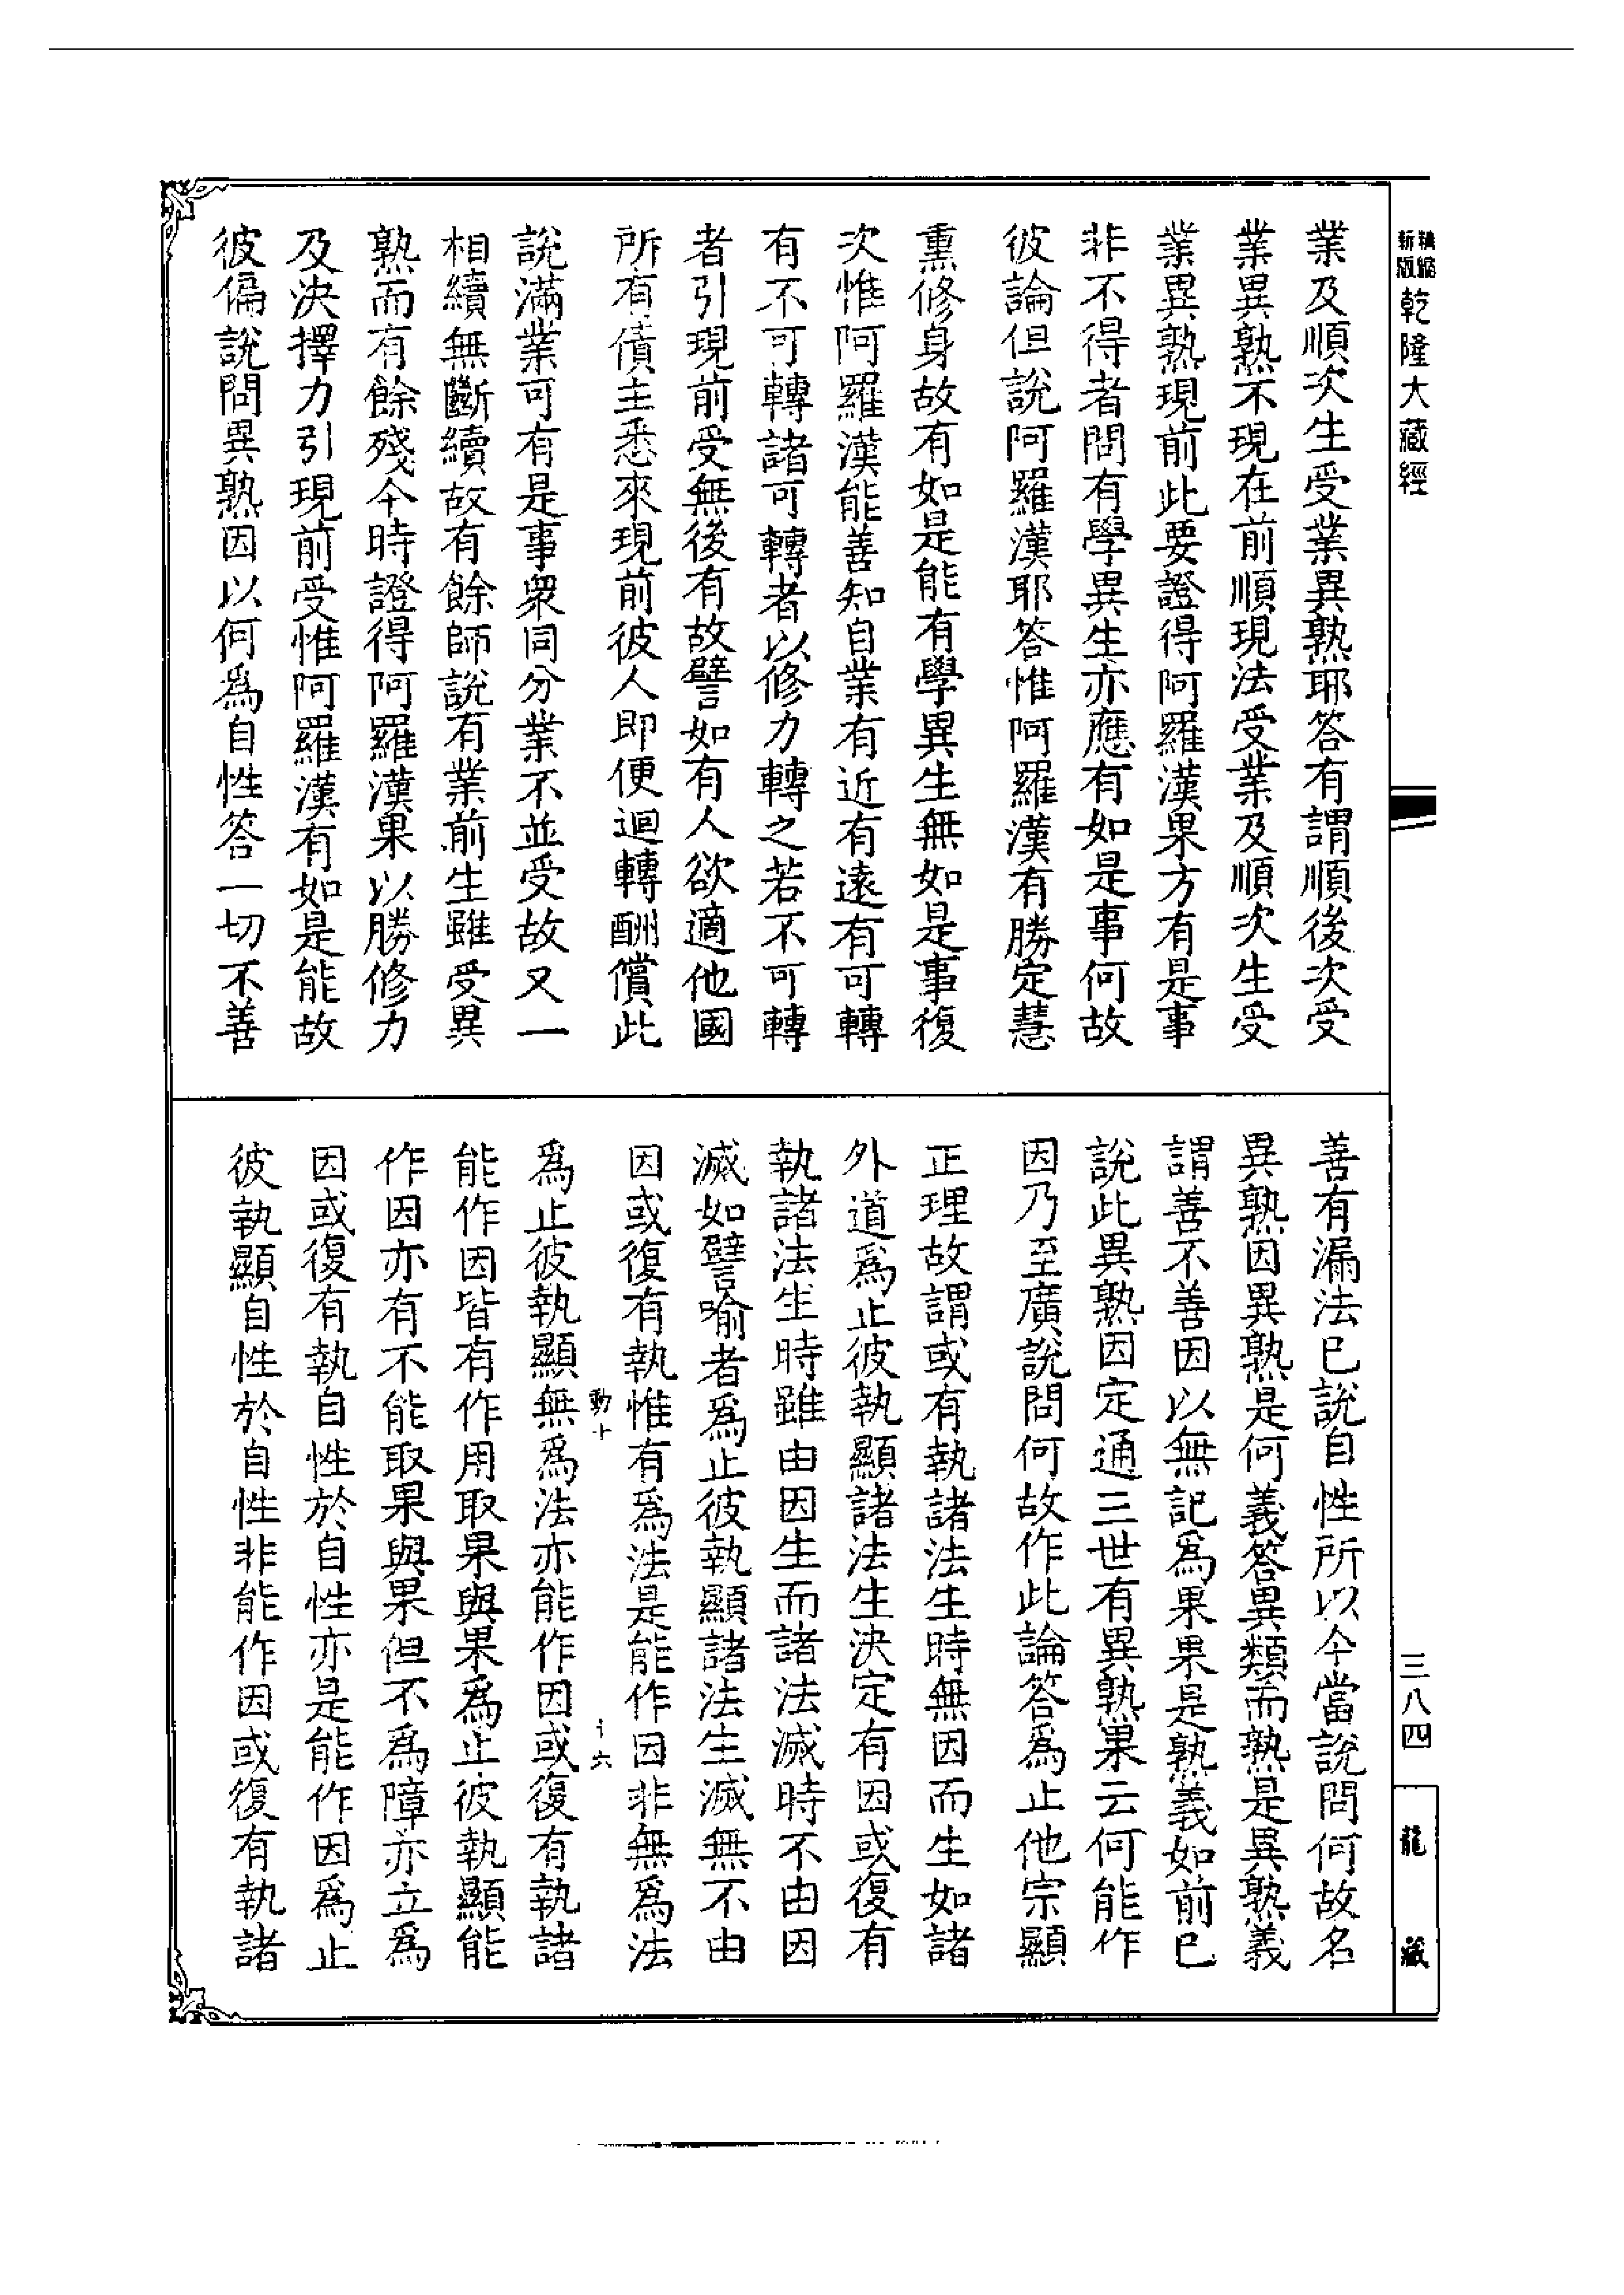 新版精縮乾隆大藏經
業及順次生受業異熟耶答有謂順後次受
業異熟不現在前順現法受業及順次生受
業異熟現前此要證得阿羅漢果方有是事
非不得者問有學異生亦應有如是事何故
彼論但說阿羅漢耶答惟阿羅漢有勝定慧
熏修身故有如是能有學異生無如是事復
次惟阿羅漢能善知自業有近有遠有可轉
有不可轉諸可轉者以修力轉之若不可轉
者引現前受無後有故譬如有人欲適他國
所有債主悉來現前彼人即便迴轉酬償此
說滿業可有是事眾同分業不並受故又一
相續無斷續故有餘師說有業前生雖受異
熟而有餘殘今時證得阿羅漢果以勝修力
及決擇力引現前受惟阿羅漢有如是能故
彼偏說問異熟因以何為自性答一切不善
善有漏法已說自性所以今當說問何故名
異熟因異熟是何義答異類而熟是異熟義
謂善不善因以無記為果果是熟義如前已
說此異熟因定通三世有異熟果云何能作
因乃至廣說問何故作此論答為止他宗顯
正理故謂或有執諸法生時無因而生如諸
外道為止彼執顯諸法生決定有因或復有
執諸法生時雖由因生而諸法滅時不由因
滅如譬喻者為止彼執顯諸法生滅無不由
因或復有執惟有為法是能作因非無為法
動十
十六
為止彼執顯無為法亦能作因或復有執諸
能作因皆有作用取果與果為止彼執顯能
作因亦有不能取果與果但不為障亦立為
因或復有執自性於自性亦是能作因為止
彼執顯自性於自性非能作因或復有執諸
三八四
龍藏